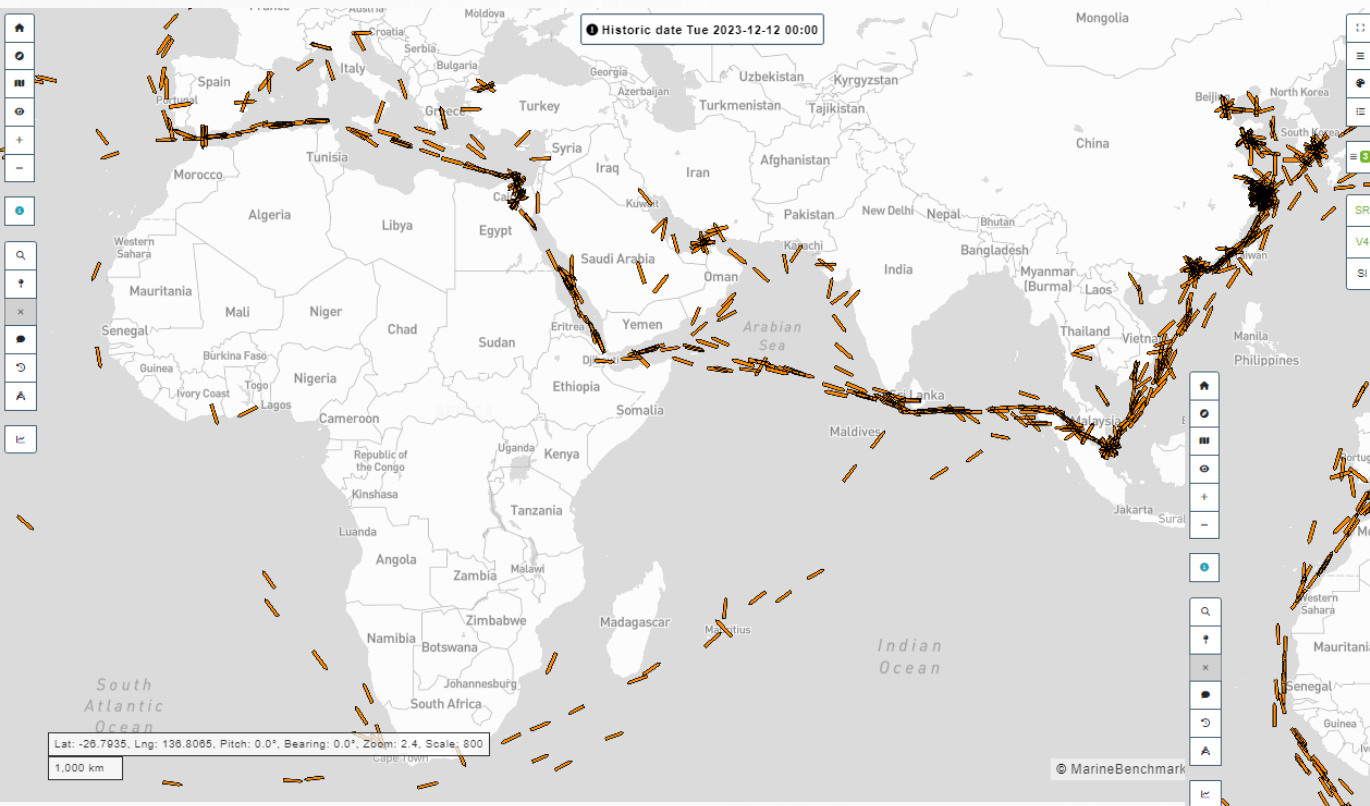 France
Austria
Moldova
Mongolia
Historic date Tue 2023-12-12 00:00
Croatia
Serbia
Italy
Bulgaria
Spain
Portugal
Georgia
Azerbaijan
Uzbekistan
Kyrgyzstan
Turkmenistan
Tajikistan
Beijing
North Korea
South Korea
Greece
Turkey
China
Syria
Tunisia
Morocco
Iraq
Iran
Afghanistan
Kuwait
Algeria
Libya
Egypt
Pakistan
New Delhi
Nepal
Bhutan
Karachi
Bangladesh
Western
Sahara
Saudi Arabia
Oman
India
Myanmar
(Burma)
Laos
Taiwan
3
SR
V4
SI
Mauritania
Mali
Niger
Chad
Sudan
Eritrea
Yemen
Arabian
Sea
Thailand
Vietnam
Manila
Philippines
Senegal
Guinea
Burkina Faso
Ivory Coast
Togo
Lagos
Nigeria
Ethiopia
Somalia
Cameroon
Sri Lanka
Maldives
Malaysia
Republic of
the Congo
Uganda
Kenya
Kinshasa
Tanzania
Luanda
Jakarta
Sural
Angola
Zambia
Malawi
Zimbabwe
Madagascar
Mauritius
Namibia
Botswana
Johannesburg
South Africa
Cape Town
Indian
Ocean
South
Atlantic
Ocean
Lat: -26.7935, Lng: 136.8065, Pitch: 0.0°, Bearing: 0.0°, Zoom: 2.4, Scale: 800
1,000 km
© MarineBenchmark
Portug
Western
Sahara
Mauritani
Senegal
Guinea